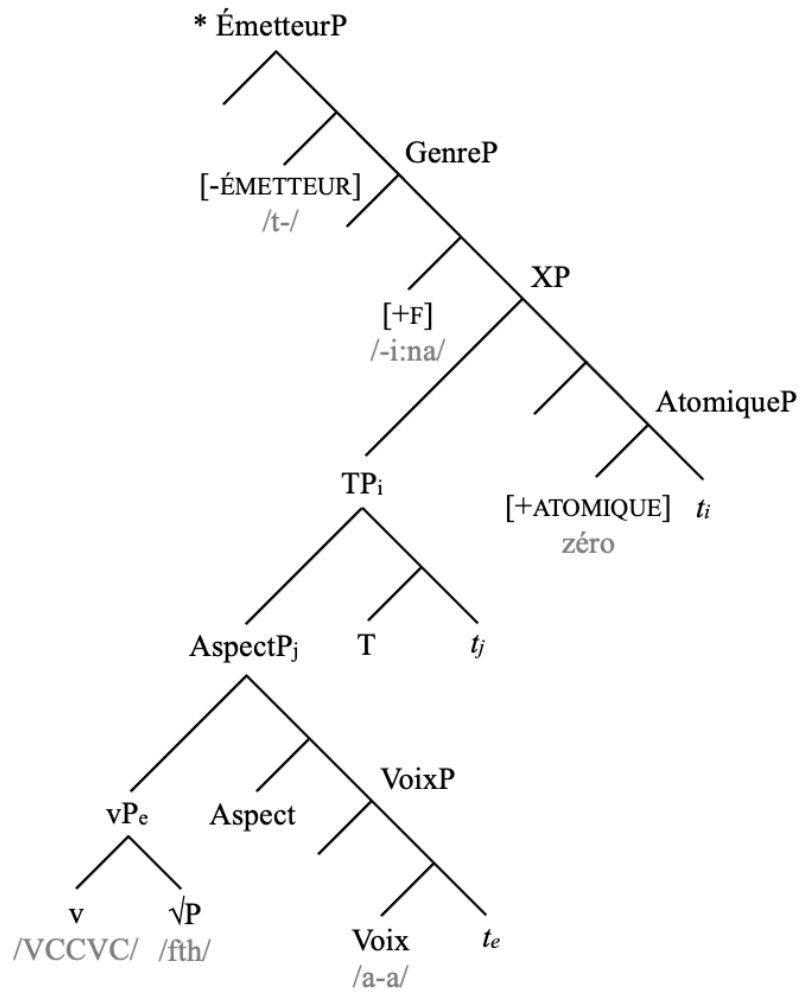 * ÉmetteurP
GenreP
[-ÉMETTEUR]
/t-/
XP
[+F]
/-i:na/
AtomiqueP
TPi
[+ATOMIQUE] ti
zéro
AspectPj T tj
VoixP
vPe Aspect
v √P
/VCCVC/ /fth/
Voix te
/a-a/